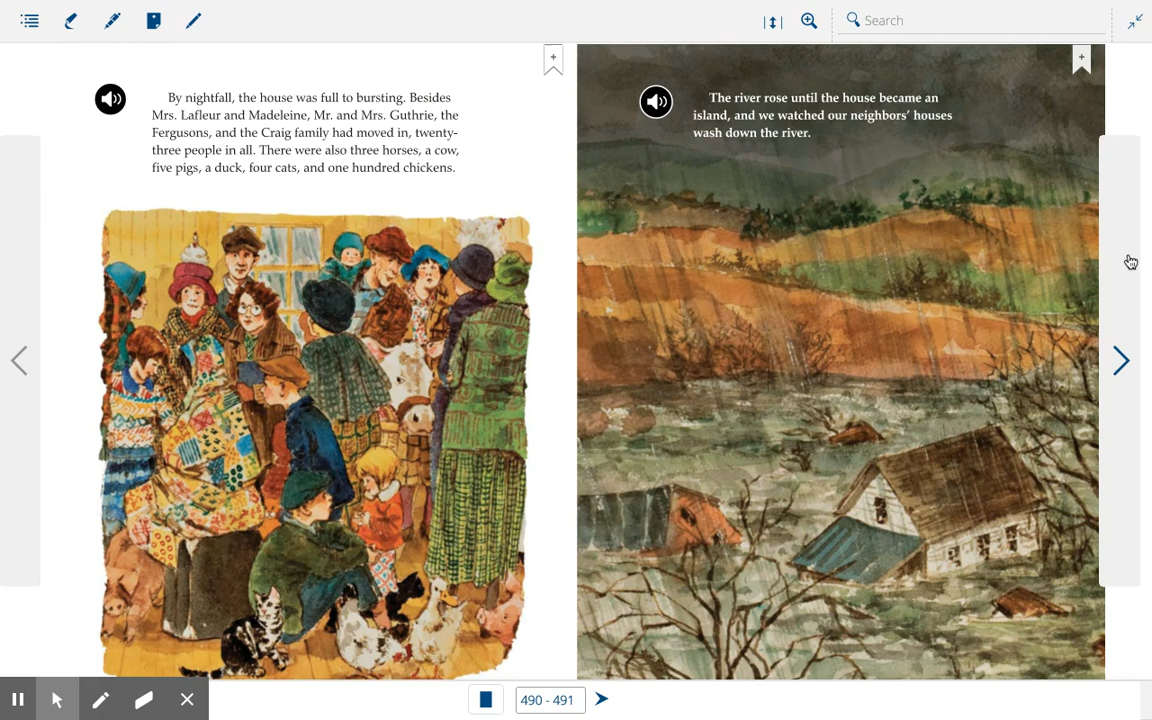 Search
By nightfall, the house was full to bursting. Besides
Mrs. Lafleur and Madeleine, Mr. and Mrs. Guthrie, the
Fergusons, and the Craig family had moved in, twenty-
three people in all. There were also three horses, a cow,
five pigs, a duck, four cats, and one hundred chickens.
The river rose until the house became an
island, and we watched our neighbors' houses
wash down the river.
490 - 491